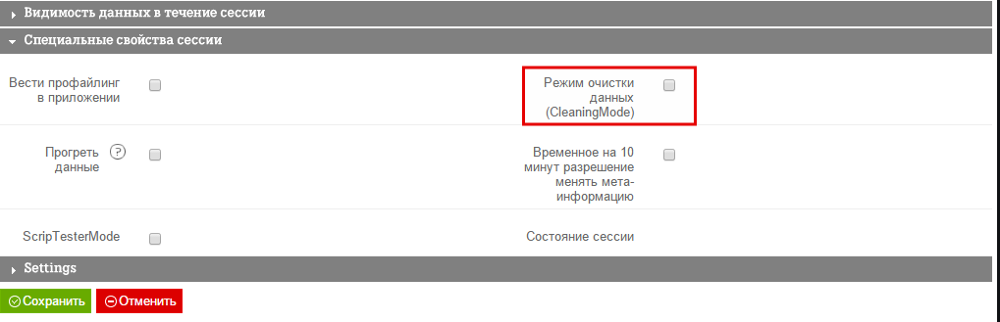 Видимость данных в течение сессии
Специальные свойства сессии
Вести профайлинг
в приложении
Режим очистки
данных
(CleaningMode)
Прогреть
данные
?
Временное на 10
минут разрешение
менять мета-
информацию
ScripTesterMode
Состояние сессии
Settings
Сохранить
Отменить